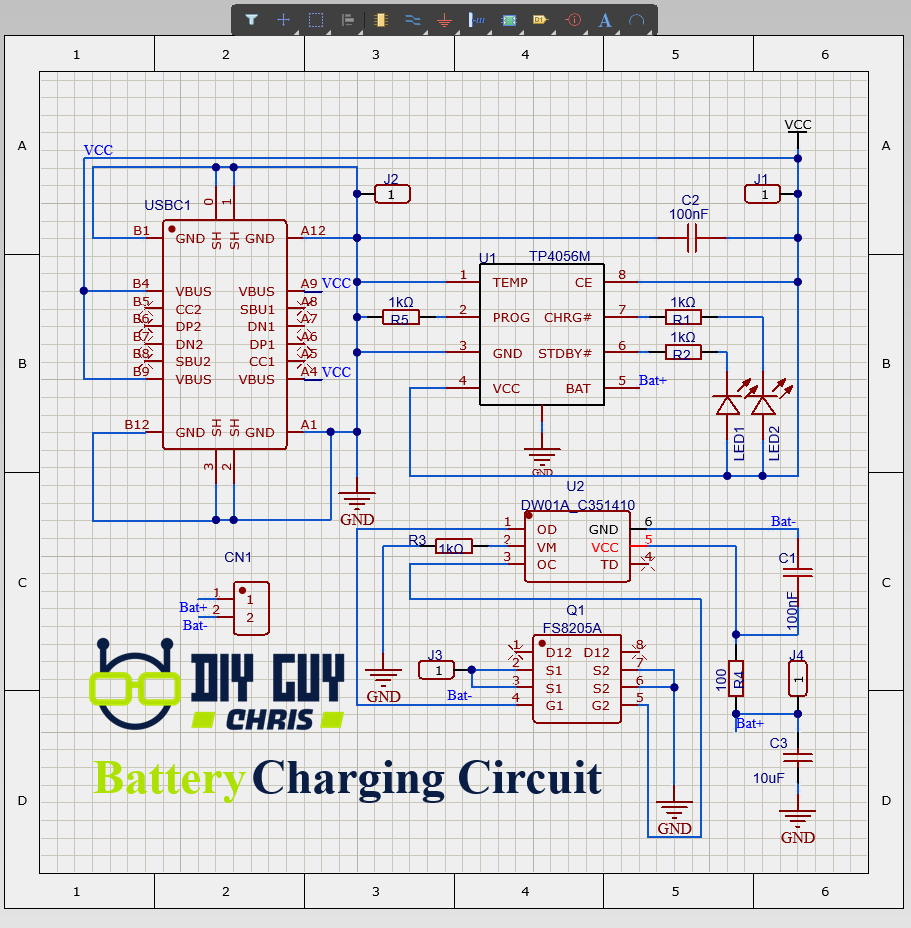 D1
A
1 2 3 4 5 6
A
B
C
D
A
B
C
D
VCC
VCC
USBC1
0 1
B1 GND SH SH GND A12
B4 VBUS VBUS A9 VCC
B5 CC2 SBU1 A8
B6 DP2 DN1 A7
B7 DN2 DP1 A6
B8 SBU2 CC1 A5
B9 VBUS VBUS A4 VCC
B12 GND SH SH GND A1
3 2
GND
J2
1
J1
1
C2
100nF
U1 TP4056M
1 TEMP CE 8
2 PROG CHRG# 7
3 GND STDBY# 6
4 VCC BAT 5 Bat+
1kΩ
R5
1kΩ
R1
1kΩ
R2
LED1
LED2
GND
U2
DW01A_C351410
1 OD GND 6 Bat-
2 VM VCC 5
3 OC TD 4
R3 1kΩ
GND
C1
100nF
CN1
Bat+ 1 1
Bat- 2 2
Q1
FS8205A
1 D12 D12 8
2 S1 S2 7
3 S1 S2 6
4 G1 G2 5
J3
1
Bat-
GND
100
R4
J4
1
Bat+
C3
10uF
GND
DIY GUY
CHRIS
Battery Charging Circuit
1 2 3 4 5 6